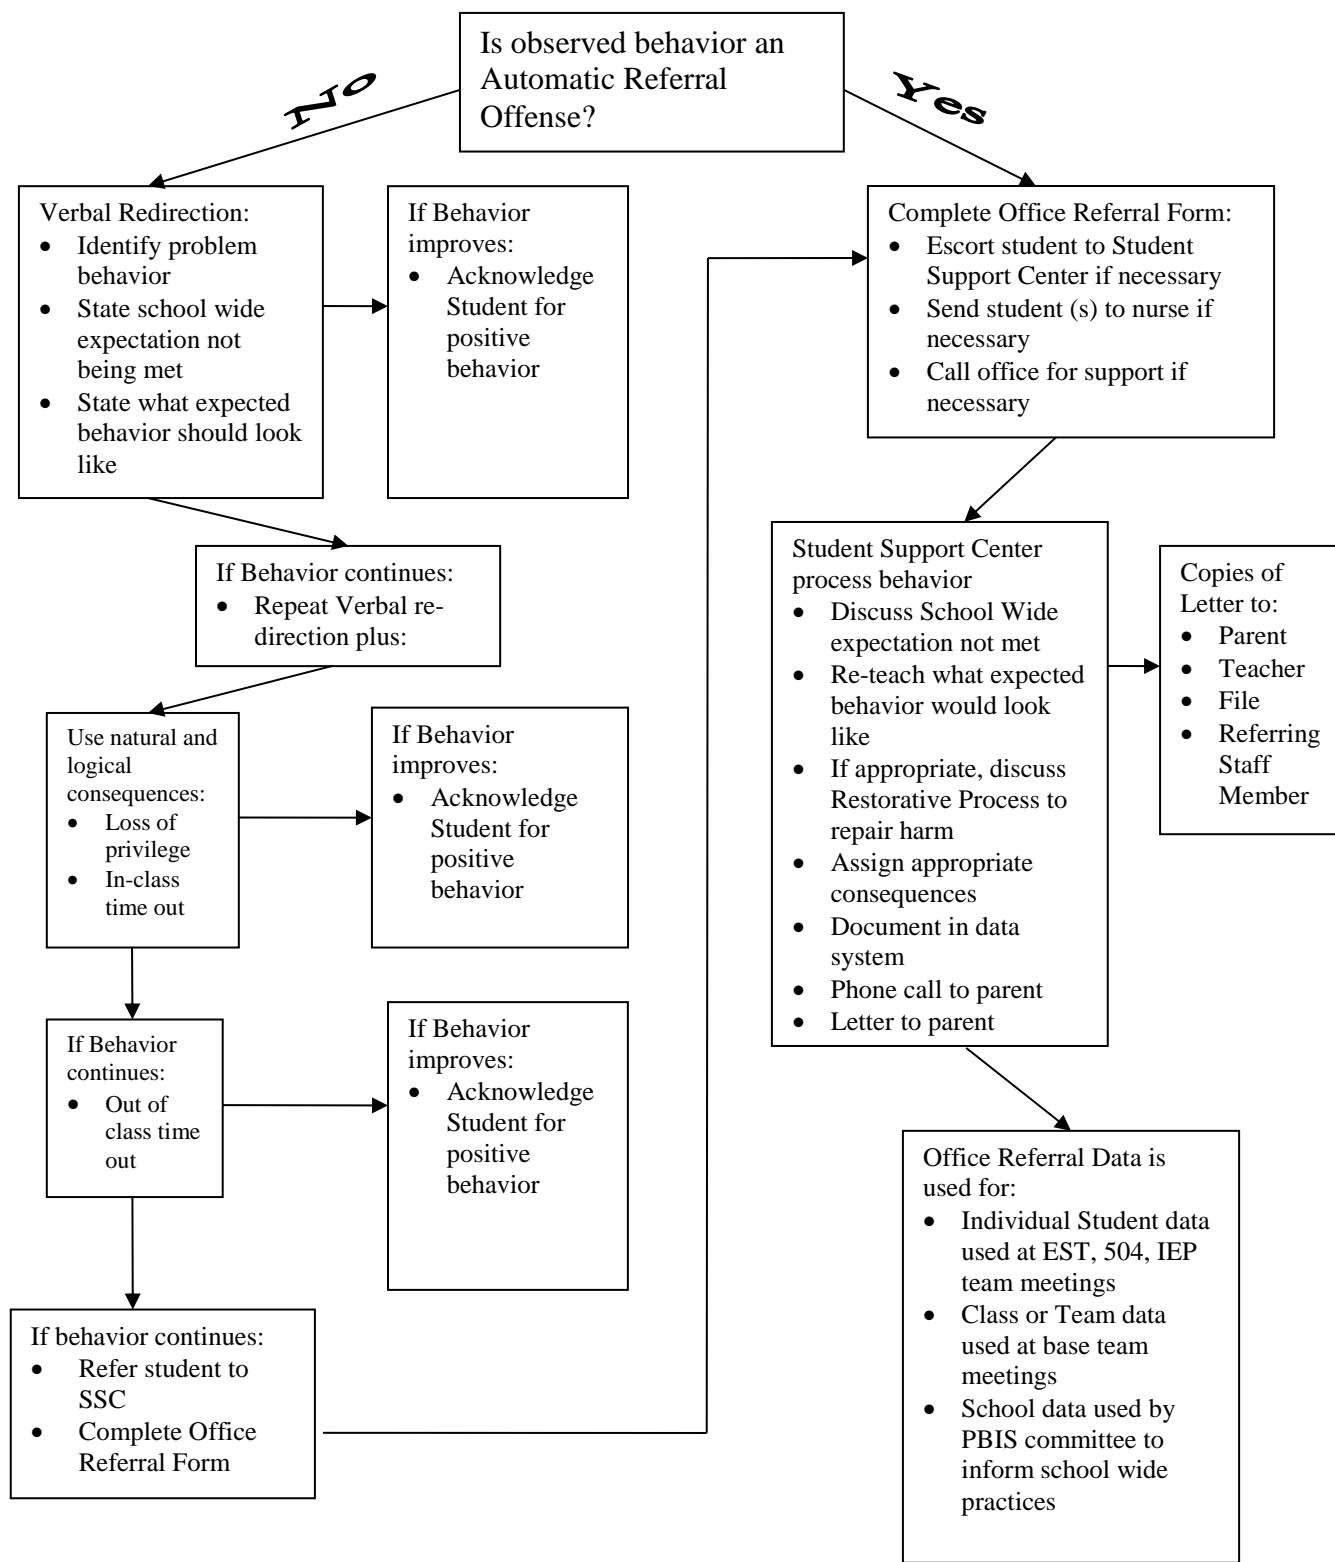 Is observed behavior an
Automatic Referral
Offense?
No
Yes
Verbal Redirection:
• Identify problem
behavior
• State school wide
expectation not
being met
• State what expected
behavior should look
like
If Behavior
improves:
• Acknowledge
Student for
positive
behavior
Complete Office Referral Form:
• Escort student to Student
Support Center if necessary
• Send student (s) to nurse if
necessary
• Call office for support if
necessary
If Behavior continues:
• Repeat Verbal re-
direction plus:
Student Support Center
process behavior
• Discuss School Wide
expectation not met
• Re-teach what expected
behavior would look
like
• If appropriate, discuss
Restorative Process to
repair harm
• Assign appropriate
consequences
• Document in data
system
• Phone call to parent
• Letter to parent
Copies of
Letter to:
• Parent
• Teacher
• File
• Referring
Staff
Member
Use natural and
logical
consequences:
• Loss of
privilege
• In-class
time out
If Behavior
improves:
• Acknowledge
Student for
positive
behavior
If Behavior
continues:
• Out of
class time
out
If Behavior
improves:
• Acknowledge
Student for
positive
behavior
Office Referral Data is
used for:
• Individual Student data
used at EST, 504, IEP
team meetings
• Class or Team data
used at base team
meetings
• School data used by
PBIS committee to
inform school wide
practices
If behavior continues:
• Refer student to
SSC
• Complete Office
Referral Form